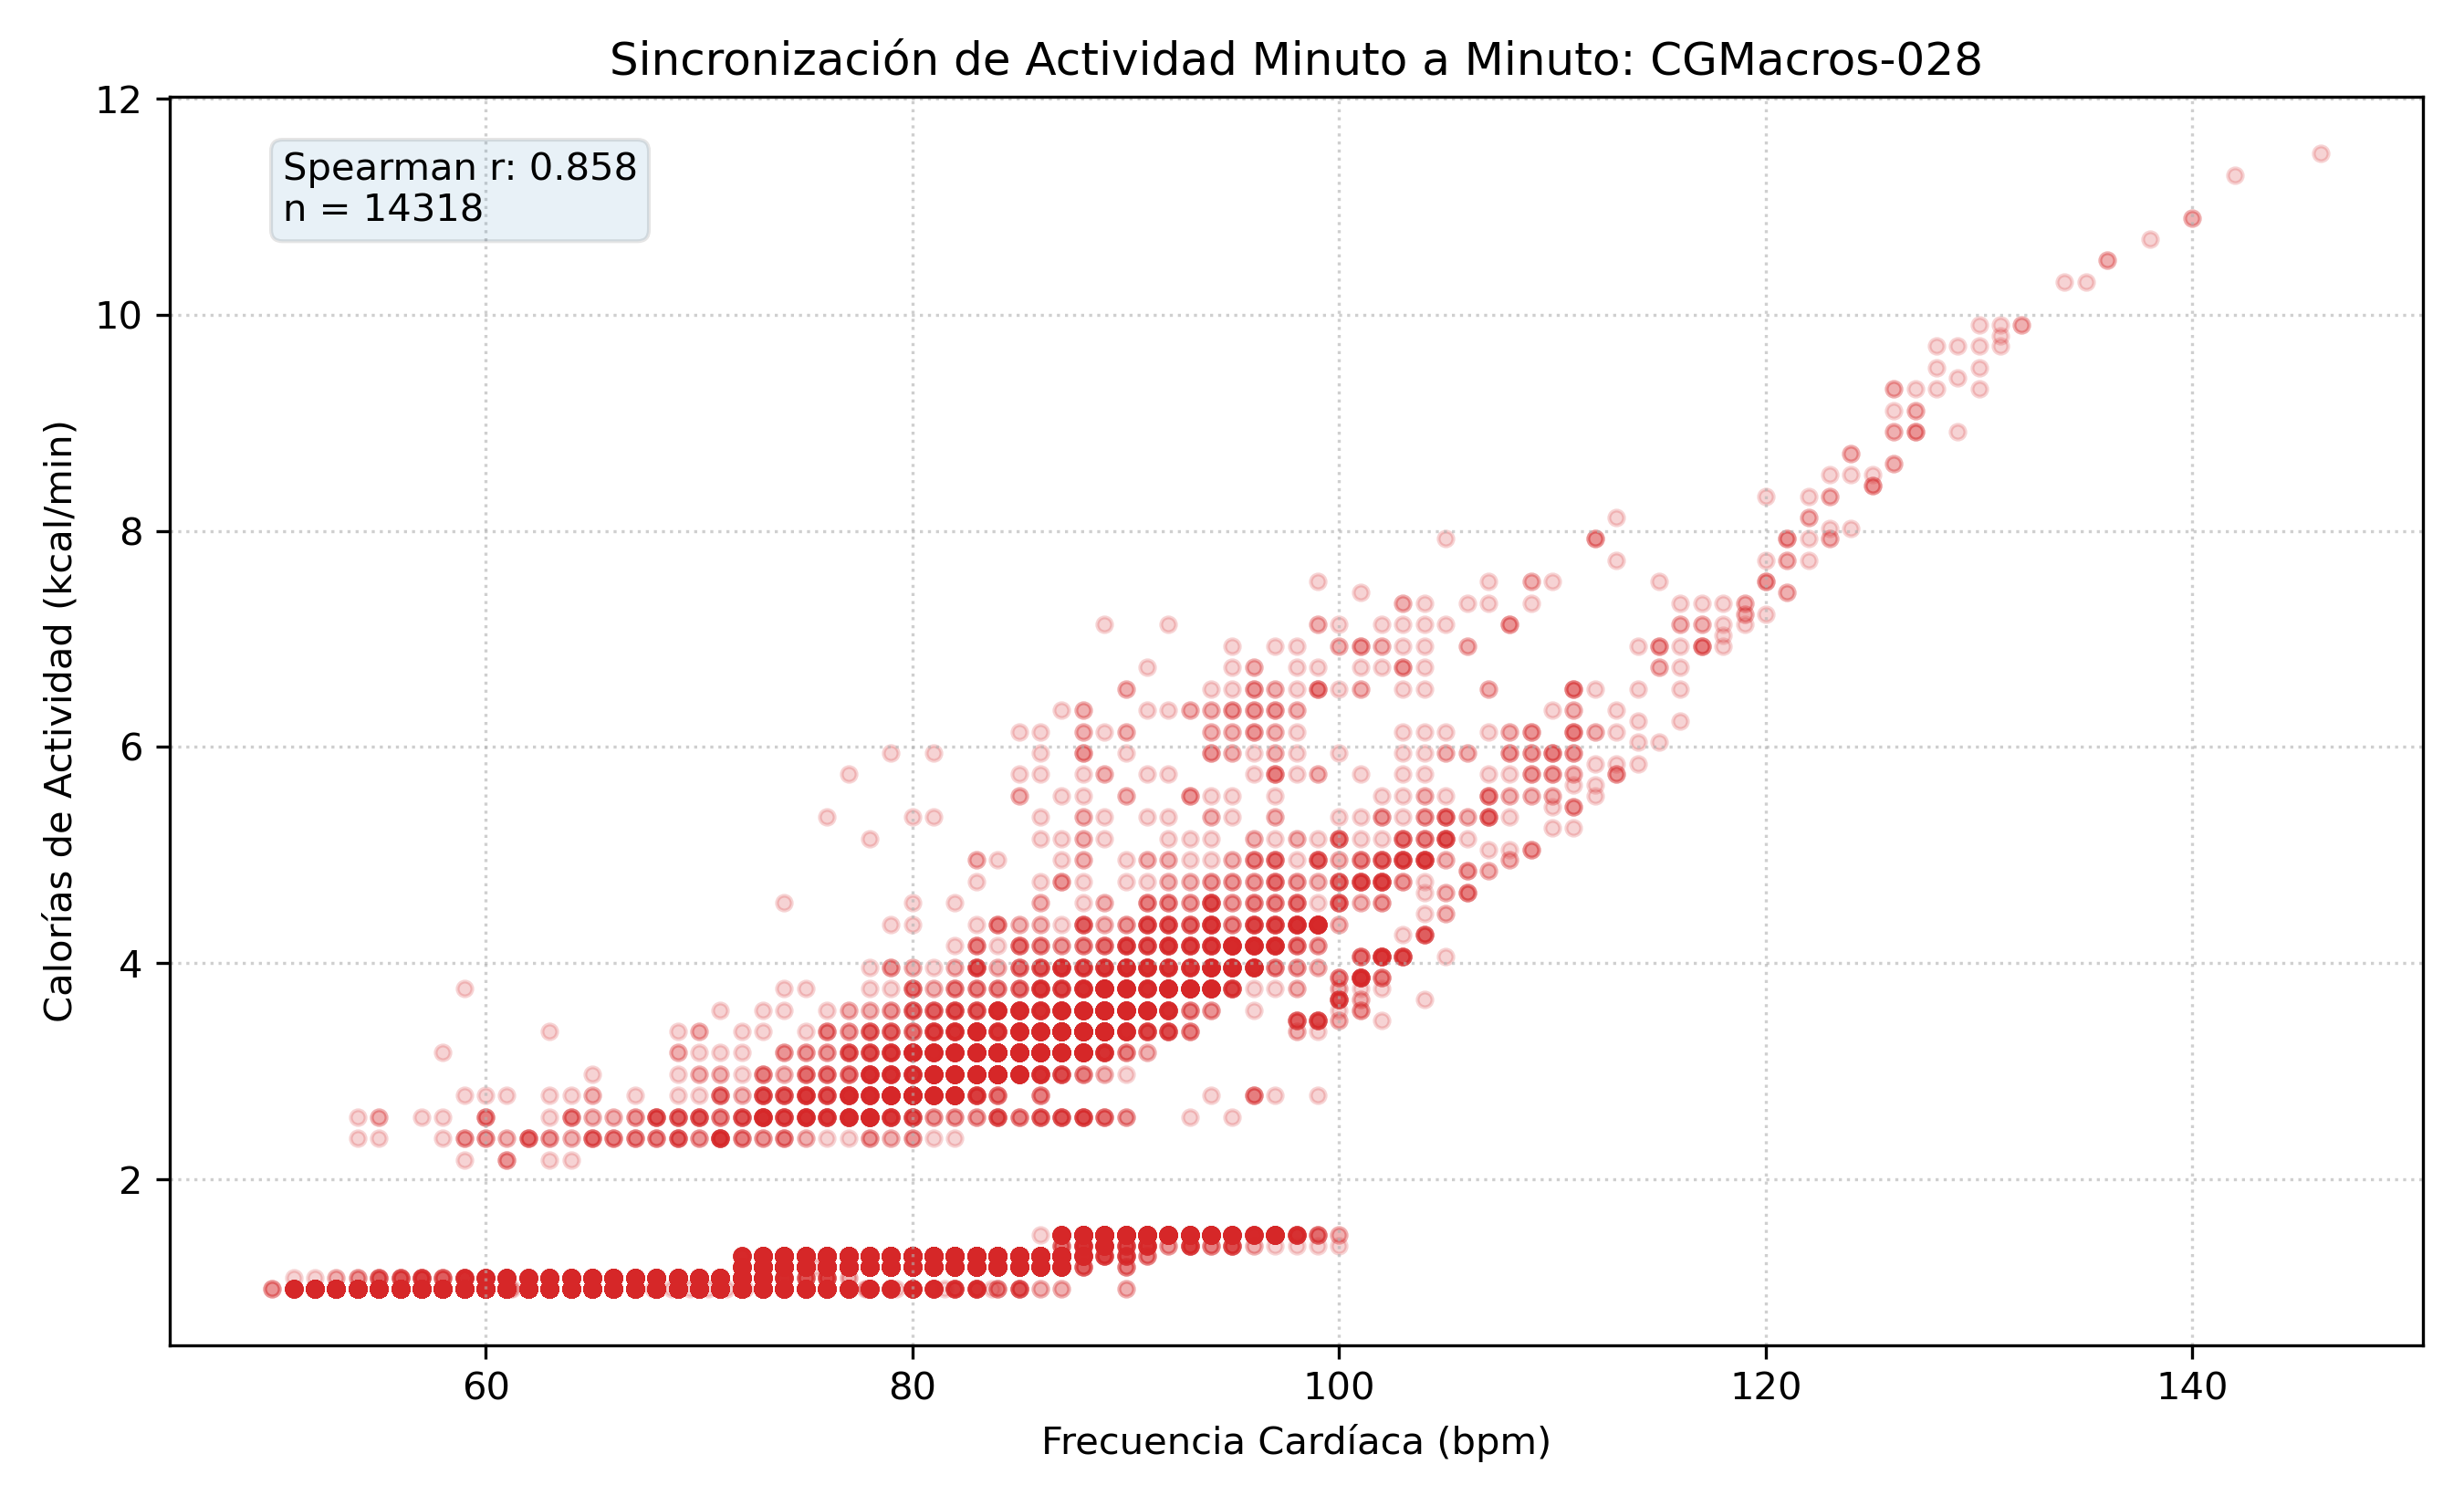 Sincronización de Actividad Minuto a Minuto: CGMacros-028
12
Spearman r: 0.858
n = 14318
10
8
6
4
2
Calorías de Actividad (kcal/min)
60 80 100 120 140
Frecuencia Cardíaca (bpm)